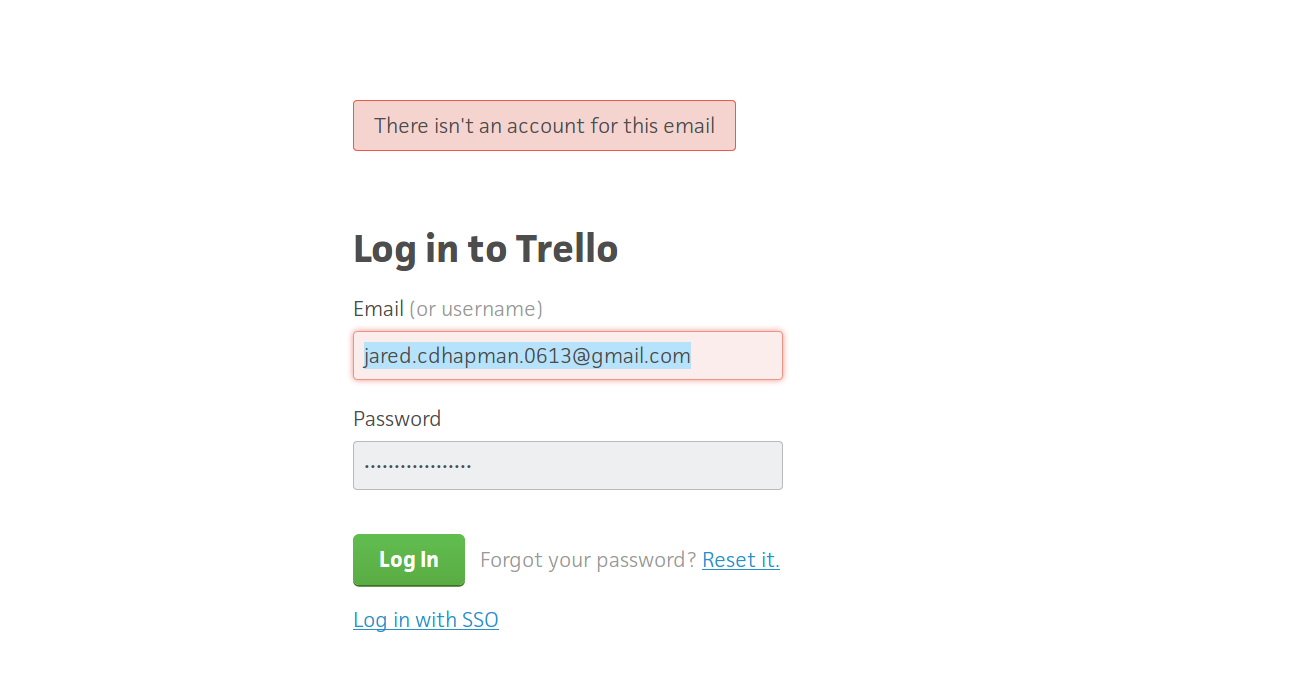 There isn't an account for this email
Log in to Trello
Email (or username)
jared.cdhapman.0613@gmail.com
Password
••••••••••••••••••
Log In Forgot your password? Reset it.
Log in with SSO